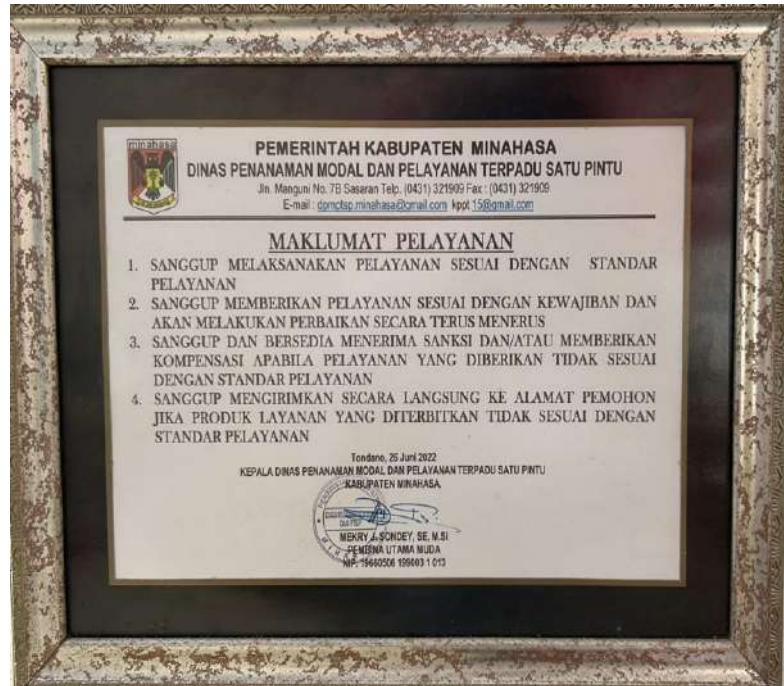 minahasa
PEMERINTAH KABUPATEN MINAHASA
DINAS PENANAMAN MODAL DAN PELAYANAN TERPADU SATU PINTU
Jln. Manguni No. 7B Sasaran Telp. (0431) 321909 Fax : (0431) 321909
E-mail : dpmptsp.minahasa@gmail.com kppt 15@gmail.com
MAKLUMAT PELAYANAN
1. SANGGUP MELAKSANAKAN PELAYANAN SESUAI DENGAN STANDAR
PELAYANAN
2. SANGGUP MEMBERIKAN PELAYANAN SESUAI DENGAN KEWAJIBAN DAN
AKAN MELAKUKAN PERBAIKAN SECARA TERUS MENERUS
3. SANGGUP DAN BERSEDIA MENERIMA SANKSI DAN/ATAU MEMBERIKAN
KOMPENSASI APABILA PELAYANAN YANG DIBERIKAN TIDAK SESUAI
DENGAN STANDAR PELAYANAN
4. SANGGUP MENGIRIMKAN SECARA LANGSUNG KE ALAMAT PEMOHON
JIKA PRODUK LAYANAN YANG DITERBITKAN TIDAK SESUAI DENGAN
STANDAR PELAYANAN
Tondano, 25 Juni 2022
KEPALA DINAS PENANAMAN MODAL DAN PELAYANAN TERPADU SATU PINTU
KABUPATEN MINAHASA,
MEKRY J. SONDEY, SE, M.Si
PEMBINA UTAMA MUDA
NIP. 19660506 199603 1 013